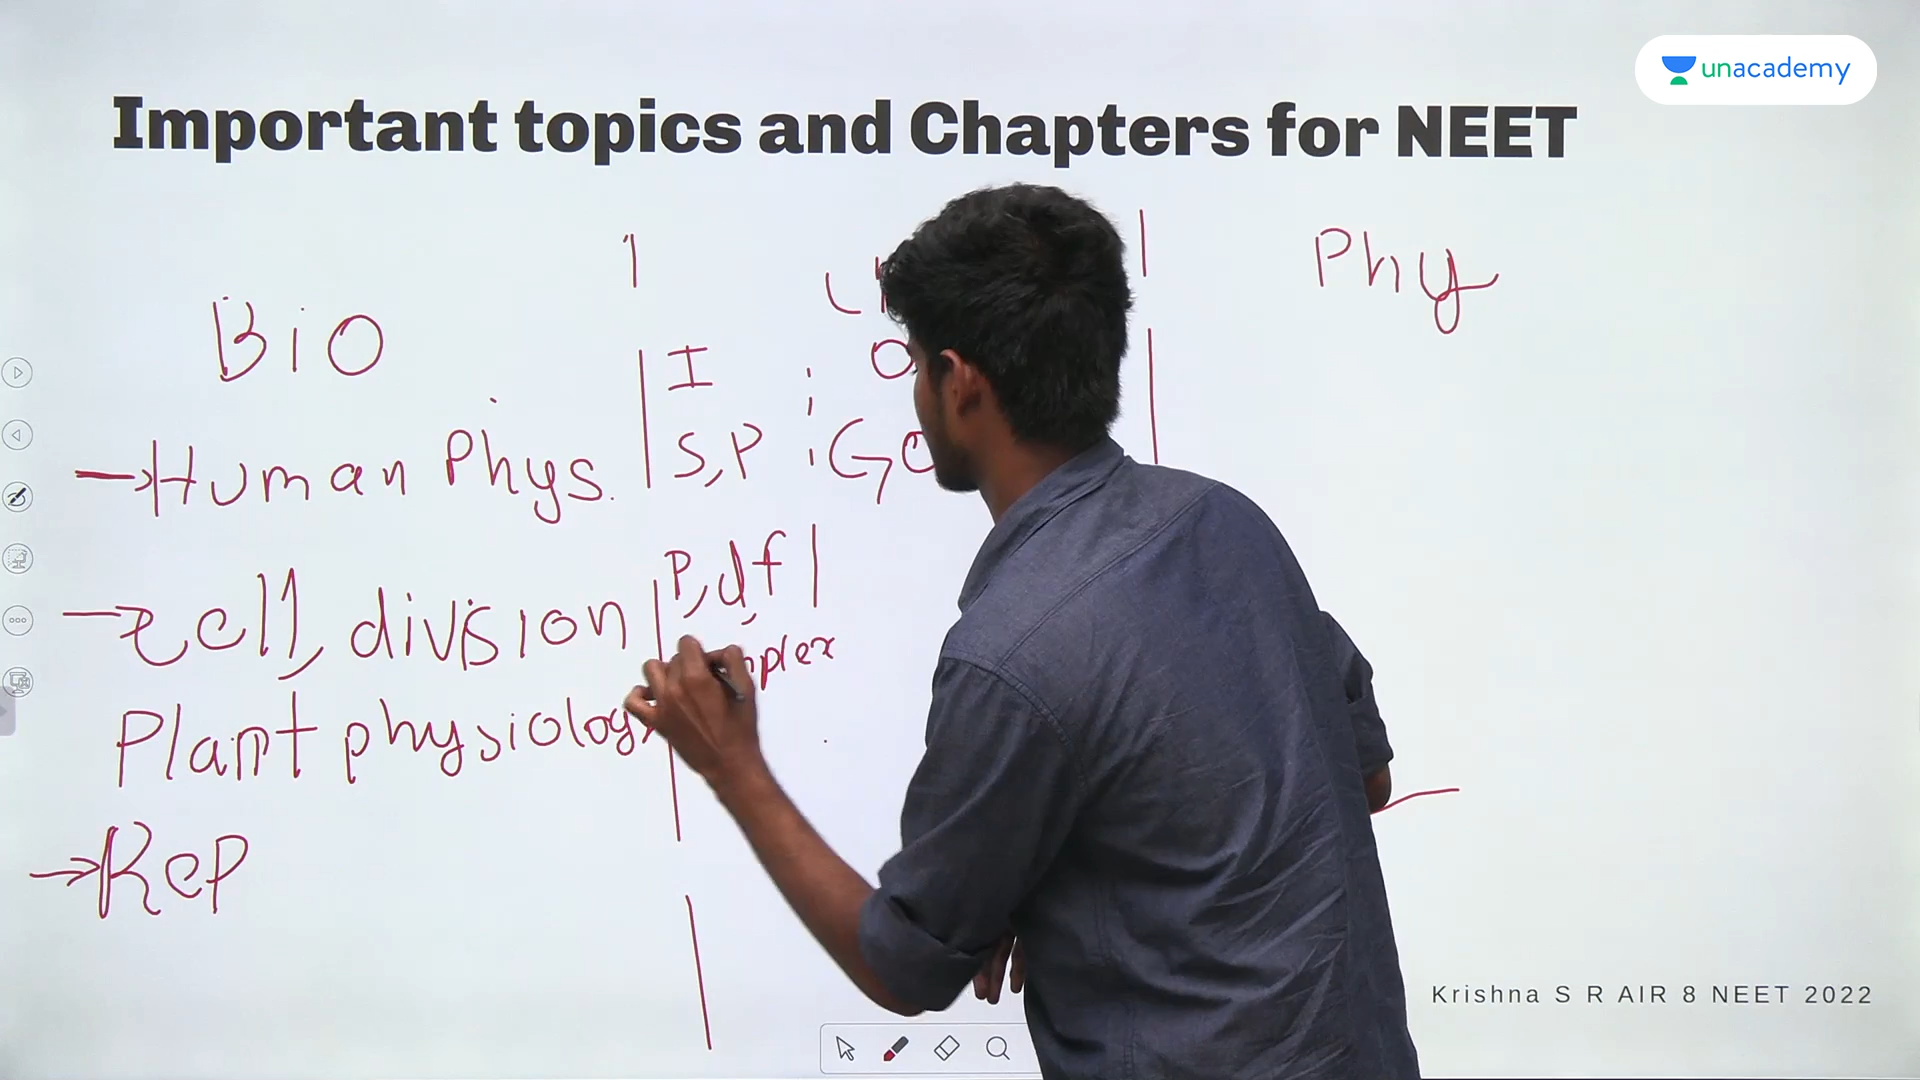 unacademy
Important topics and Chapters for NEET
Phy
BiO
I
S, P
→Human Phys.
P, d, f
→cell, division
Plant physiology
→Rep
Krishna S R AIR 8 NEET 2022